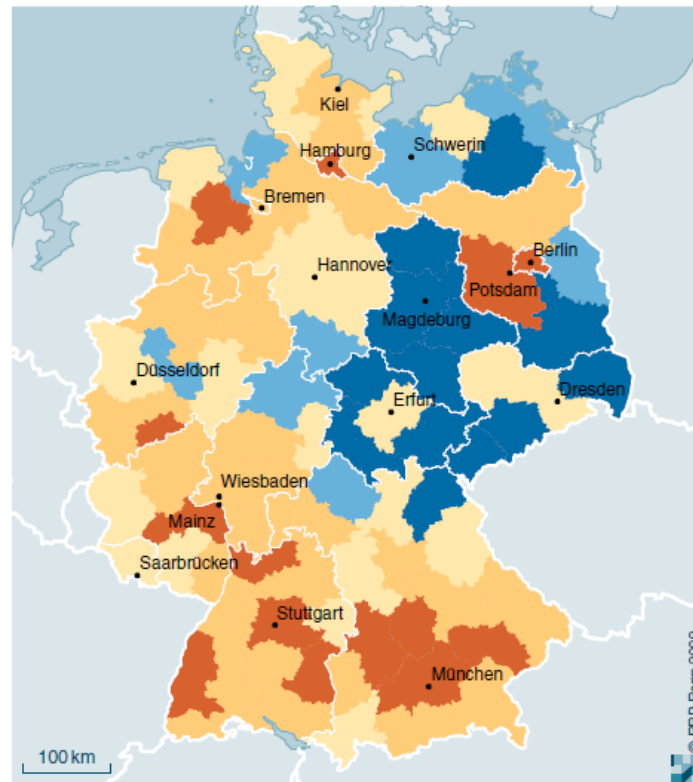 Kiel
Hamburg
Schwerin
Bremen
Berlin
Hannover
Potsdam
Magdeburg
Düsseldorf
Dresden
Erfurt
Wiesbaden
Mainz
Saarbrücken
Stuttgart
München
100 km